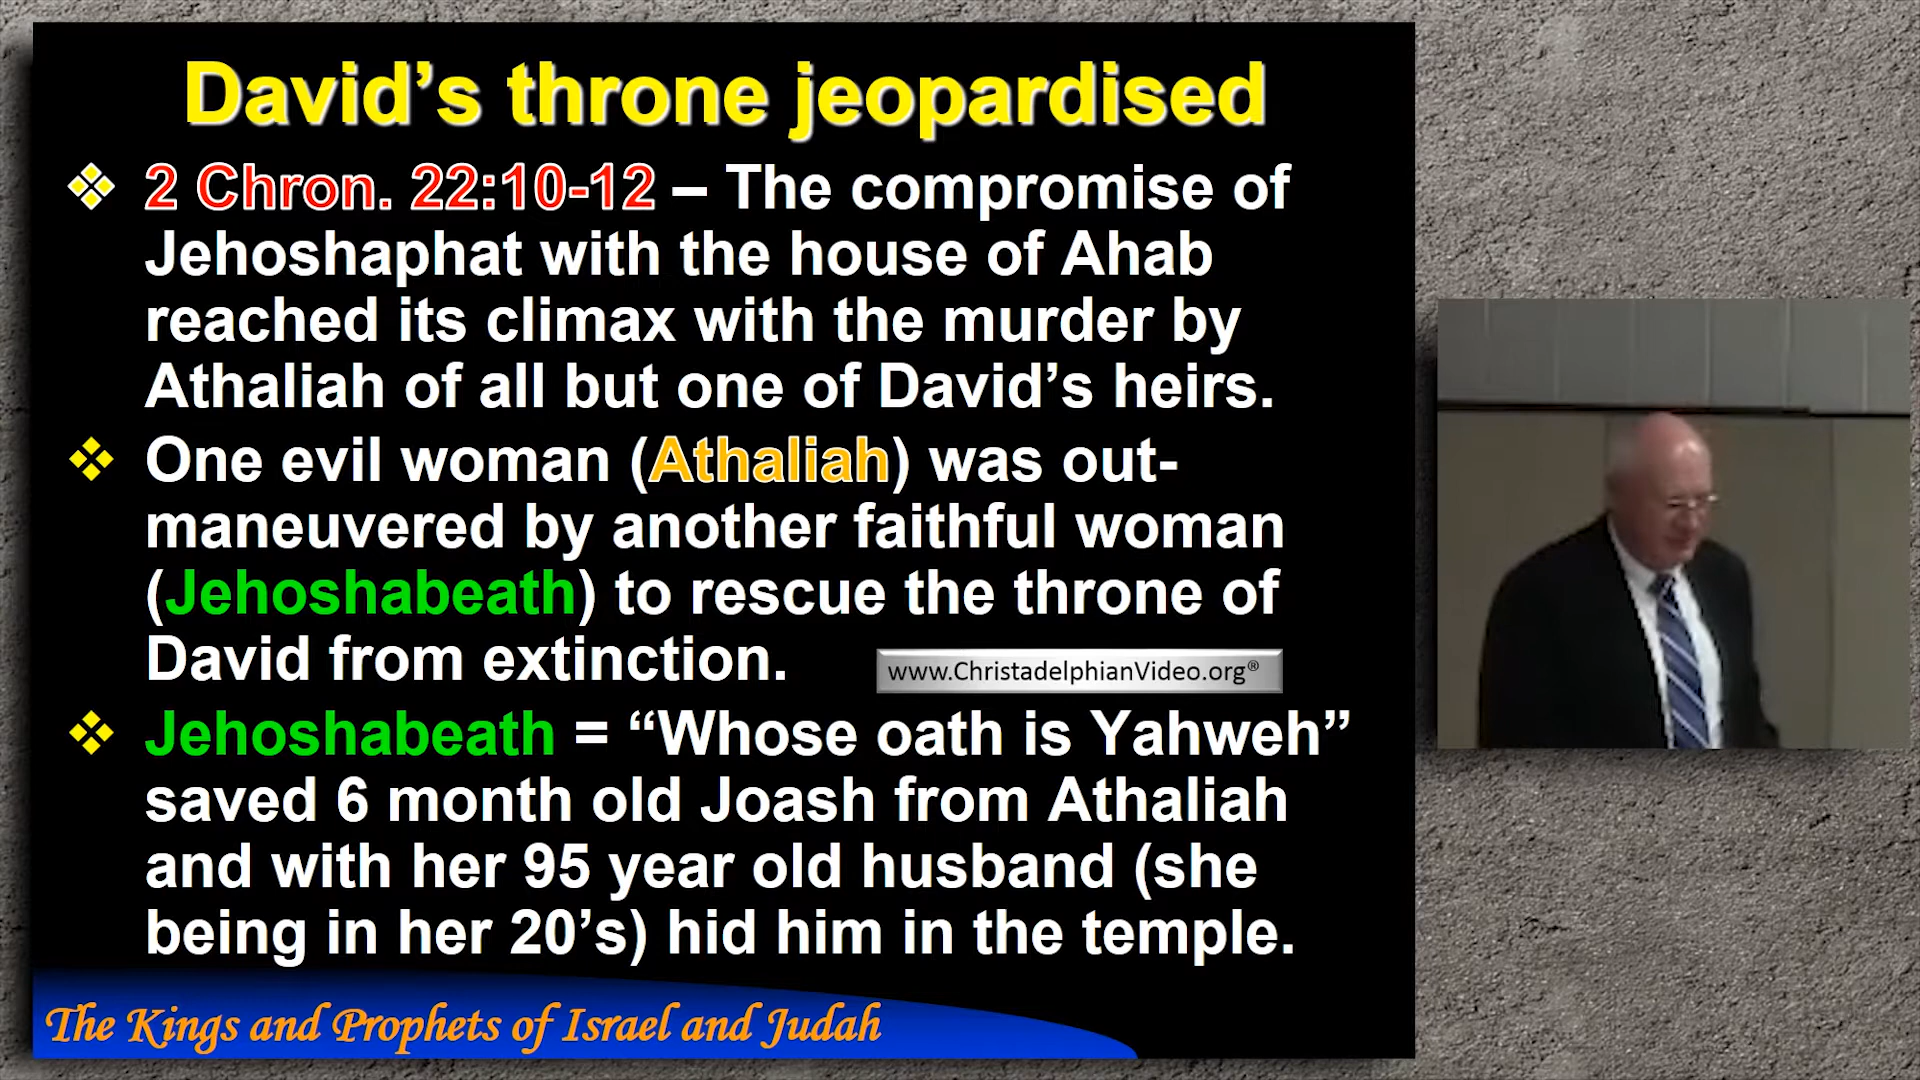 David’s throne jeopardised
❖ 2 Chron. 22:10-12 – The compromise of
Jehoshaphat with the house of Ahab
reached its climax with the murder by
Athaliah of all but one of David’s heirs.
❖ One evil woman (Athaliah) was out-
maneuvered by another faithful woman
(Jehoshabeath) to rescue the throne of
David from extinction.
www.ChristadelphianVideo.org®
❖ Jehoshabeath = “Whose oath is Yahweh”
saved 6 month old Joash from Athaliah
and with her 95 year old husband (she
being in her 20’s) hid him in the temple.
The Kings and Prophets of Israel and Judah